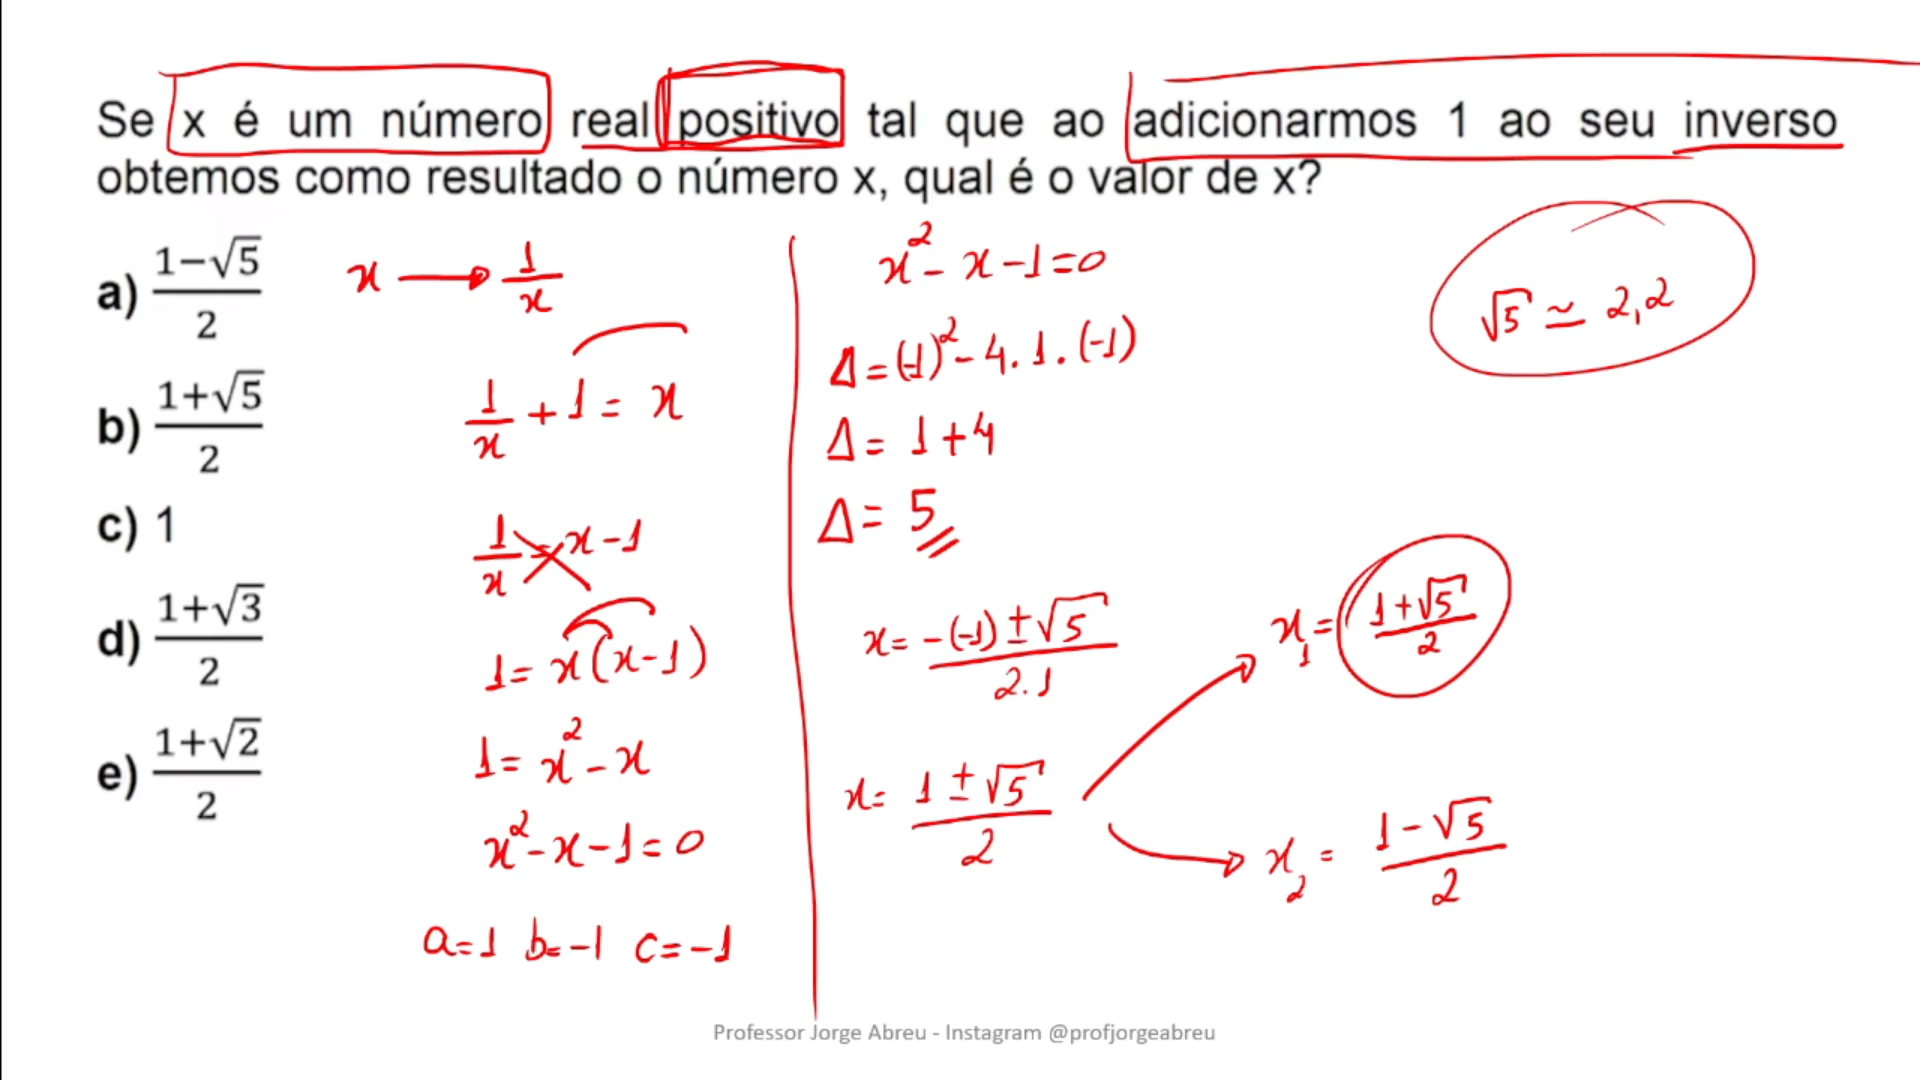 Se x é um número real positivo tal que ao adicionarmos 1 ao seu inverso
obtemos como resultado o número x, qual é o valor de x?
a) (1−√5)/2
b) (1+√5)/2
c) 1
d) (1+√3)/2
e) (1+√2)/2
x → 1/x
1/x + 1 = x
1/x = x - 1
1 = x(x-1)
1 = x² - x
x² - x - 1 = 0
a=1 b=-1 c=-1
x² - x - 1 = 0
Δ = (-1)² - 4.1.(-1)
Δ = 1+4
Δ = 5
x = (-(-1) ± √5)/2.1
x = (1 ± √5)/2
√5 ≃ 2,2
x₁ = (1+√5)/2
x₂ = (1-√5)/2
Professor Jorge Abreu - Instagram @profjorgeabreu